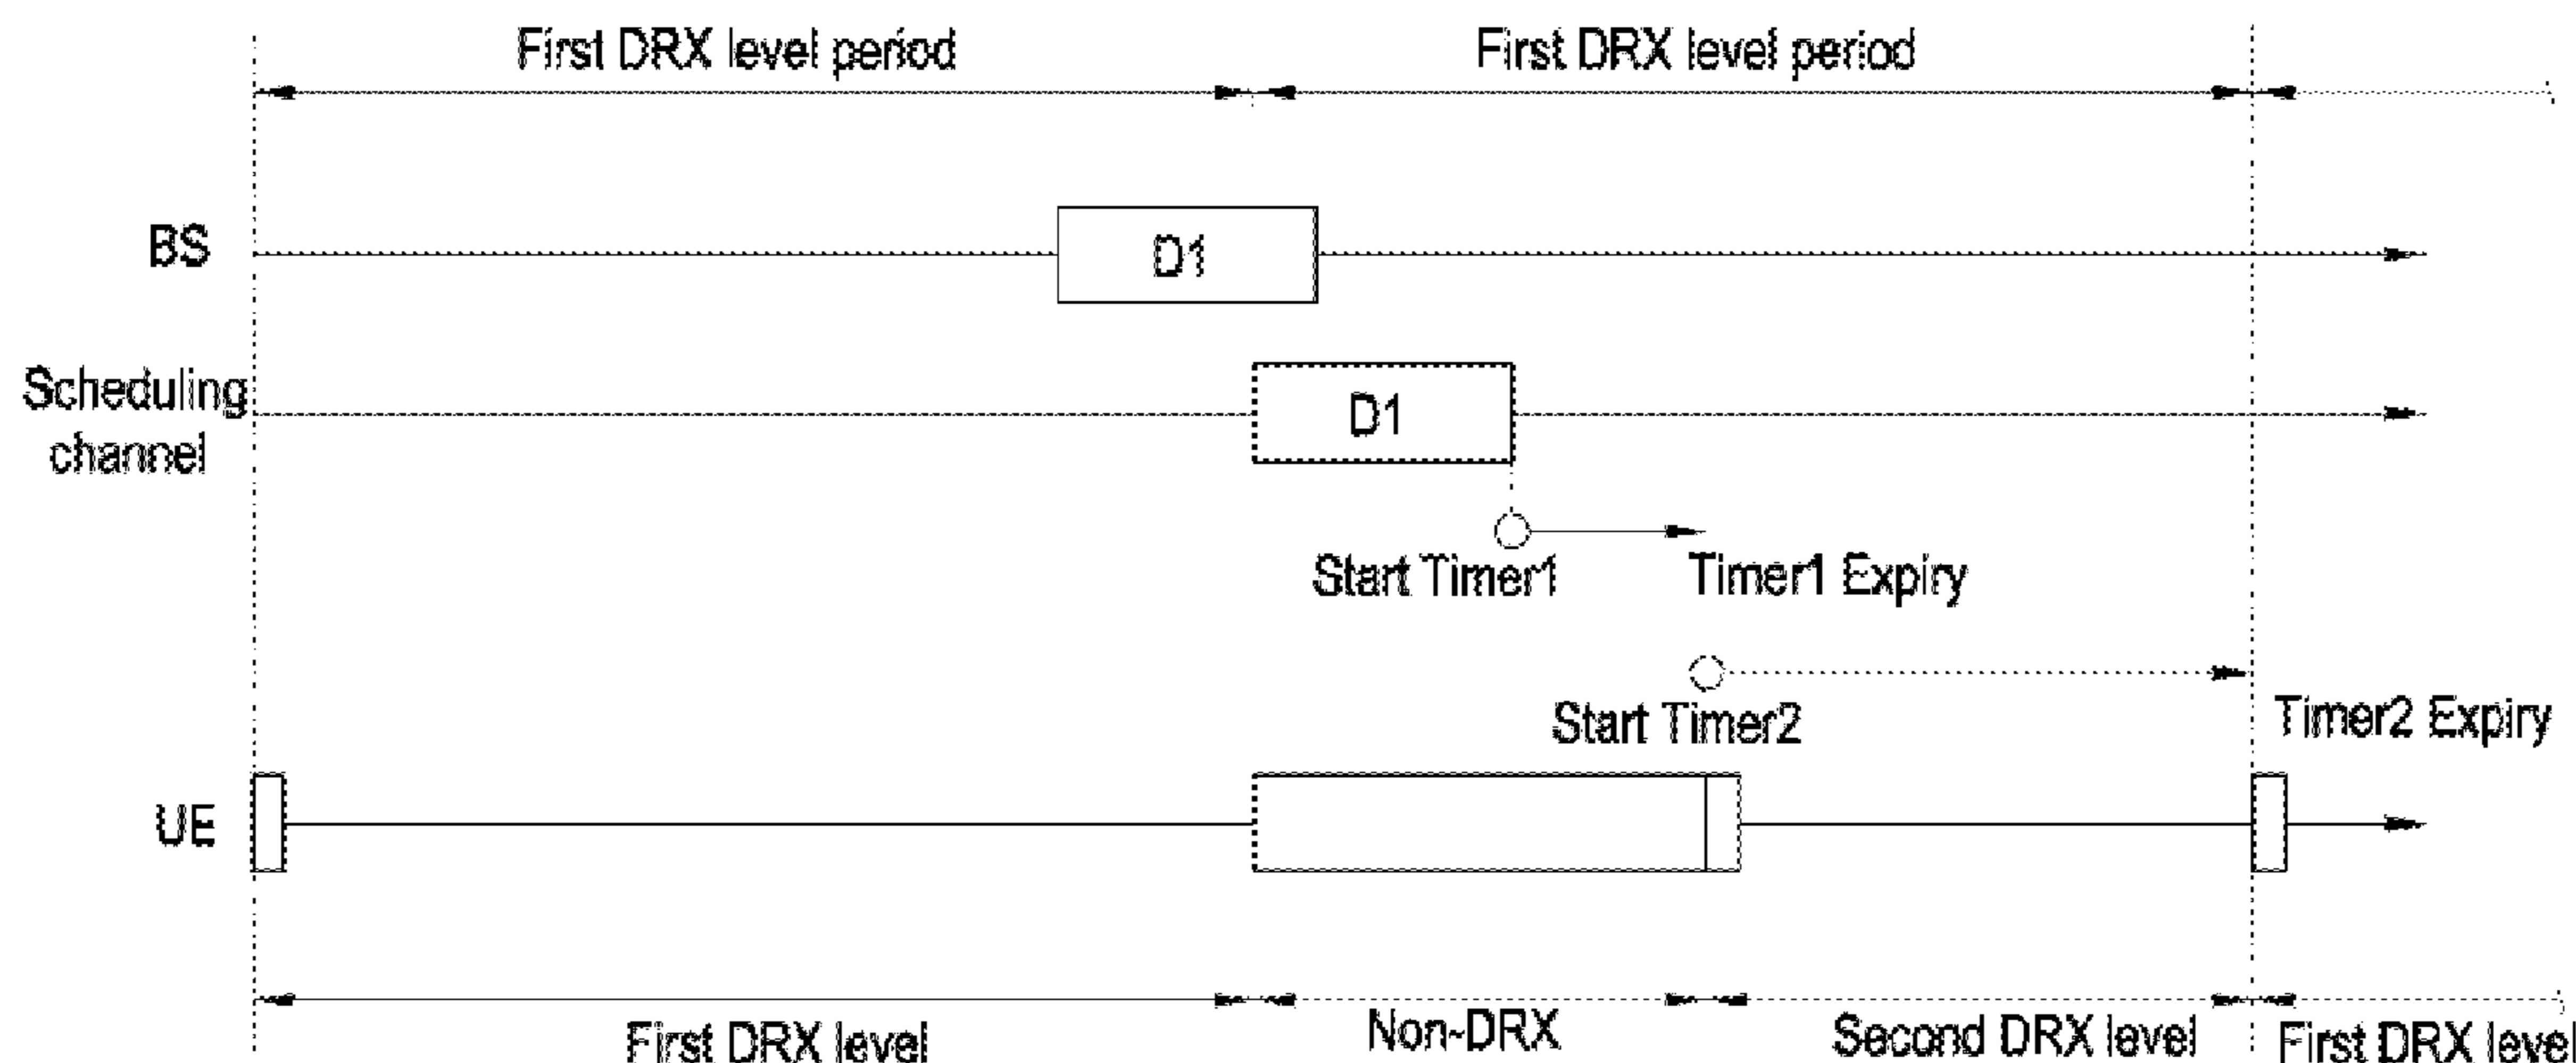 First DRX level period
First DRX level period
BS
D1
Scheduling
channel
D1
Start Timer1
Timer1 Expiry
Start Timer2
Timer2 Expiry
UE
First DRX level
Non-DRX
Second DRX level
First DRX level